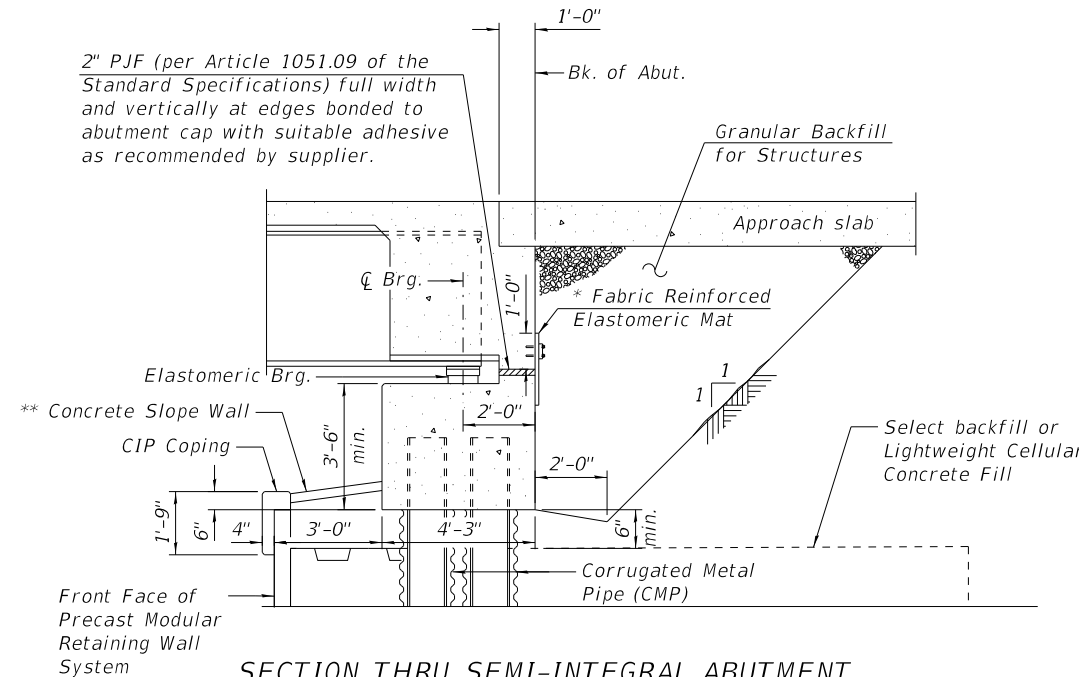 1'-0"
2" PJF (per Article 1051.09 of the
Standard Specifications) full width
and vertically at edges bonded to
abutment cap with suitable adhesive
as recommended by supplier.
Bk. of Abut.
Granular Backfill
for Structures
Approach slab
℄ Brg.
1'-0"
* Fabric Reinforced
Elastomeric Mat
Elastomeric Brg.
1
1
** Concrete Slope Wall
2'-0"
CIP Coping
3'-6"
min.
Select backfill or
Lightweight Cellular
Concrete Fill
2'-0"
1'-9"
6"
4"
3'-0"
4'-3"
6"
min.
Corrugated Metal
Pipe (CMP)
Front Face of
Precast Modular
Retaining Wall
System
SECTION THRU SEMI-INTEGRAL ABUTMENT